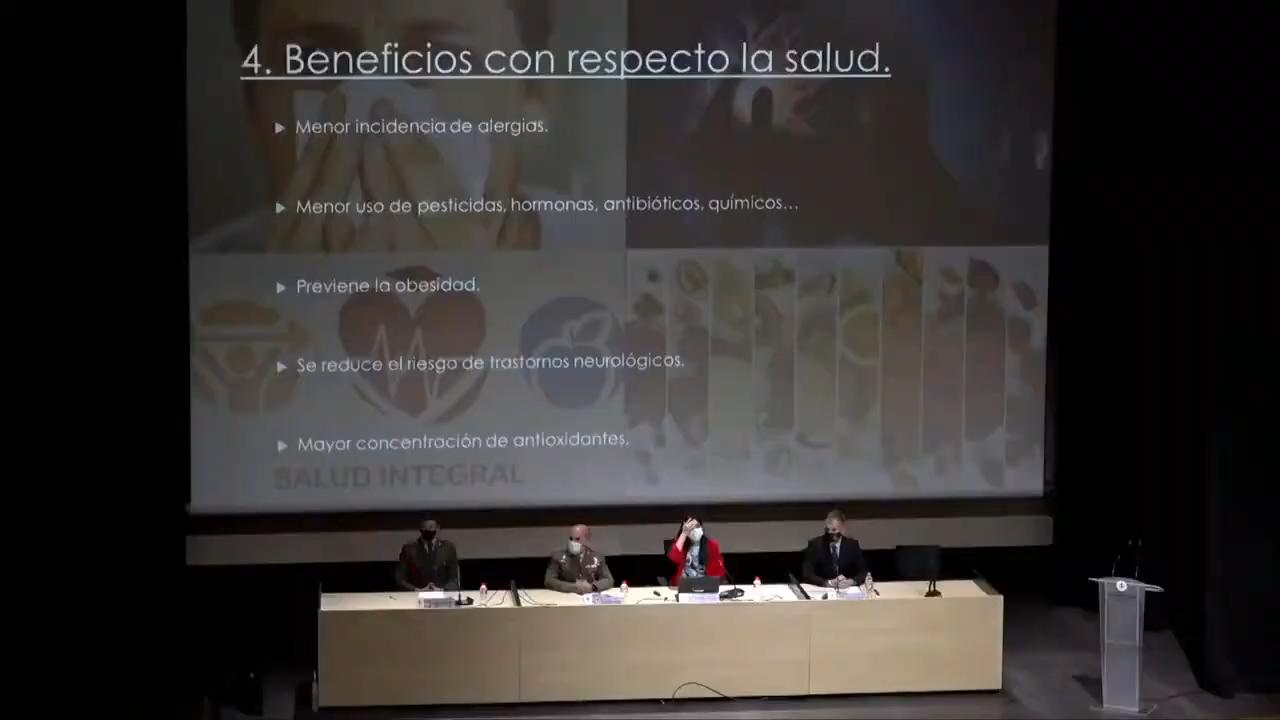 4. Beneficios con respecto la salud.
Menor incidencia de alergias.
Menor uso de pesticidas, hormonas, antibióticos, químicos...
Previene la obesidad.
Se reduce el riesgo de trastornos neurológicos.
Mayor concentración de antioxidantes.
SALUD INTEGRAL